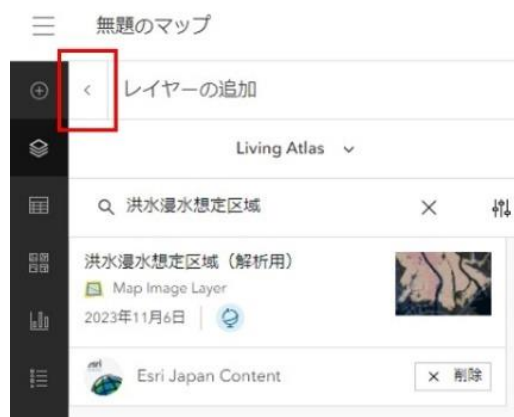 無題のマップ
レイヤーの追加
Living Atlas
洪水浸水想定区域
洪水浸水想定区域（解析用）
Map Image Layer
2023年11月6日
esri
Esri Japan Content
削除